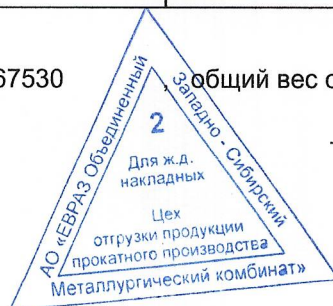 67530 , общий вес с
АО «ЕВРАЗ Объединенный
Западно - Сибирский
Металлургический комбинат»
2
Для ж.д.
накладных
Цех
отгрузки продукции
прокатного производства